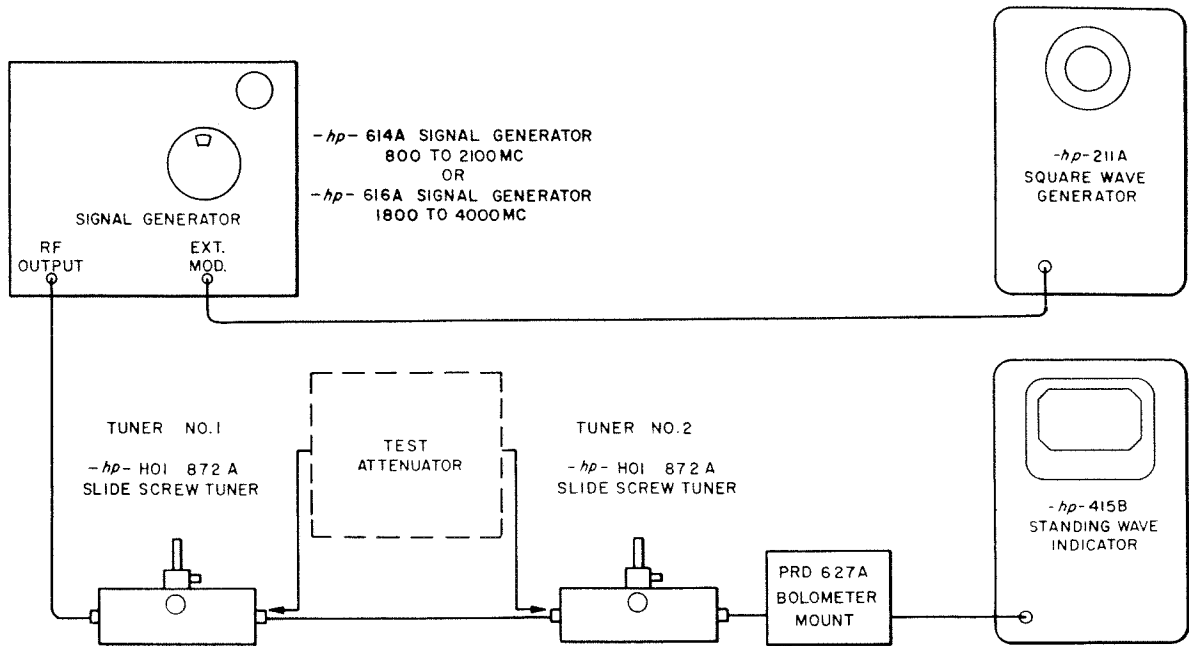 -hp- 614A SIGNAL GENERATOR
800 TO 2100MC
OR
-hp- 616A SIGNAL GENERATOR
1800 TO 4000MC
SIGNAL GENERATOR
RF
OUTPUT
EXT.
MOD.
-hp-211A
SQUARE WAVE
GENERATOR
TUNER NO.1
-hp- HO1 872 A
SLIDE SCREW TUNER
TEST
ATTENUATOR
TUNER NO.2
-hp- HO1 872 A
SLIDE SCREW TUNER
PRD 627A
BOLOMETER
MOUNT
-hp-415B
STANDING WAVE
INDICATOR